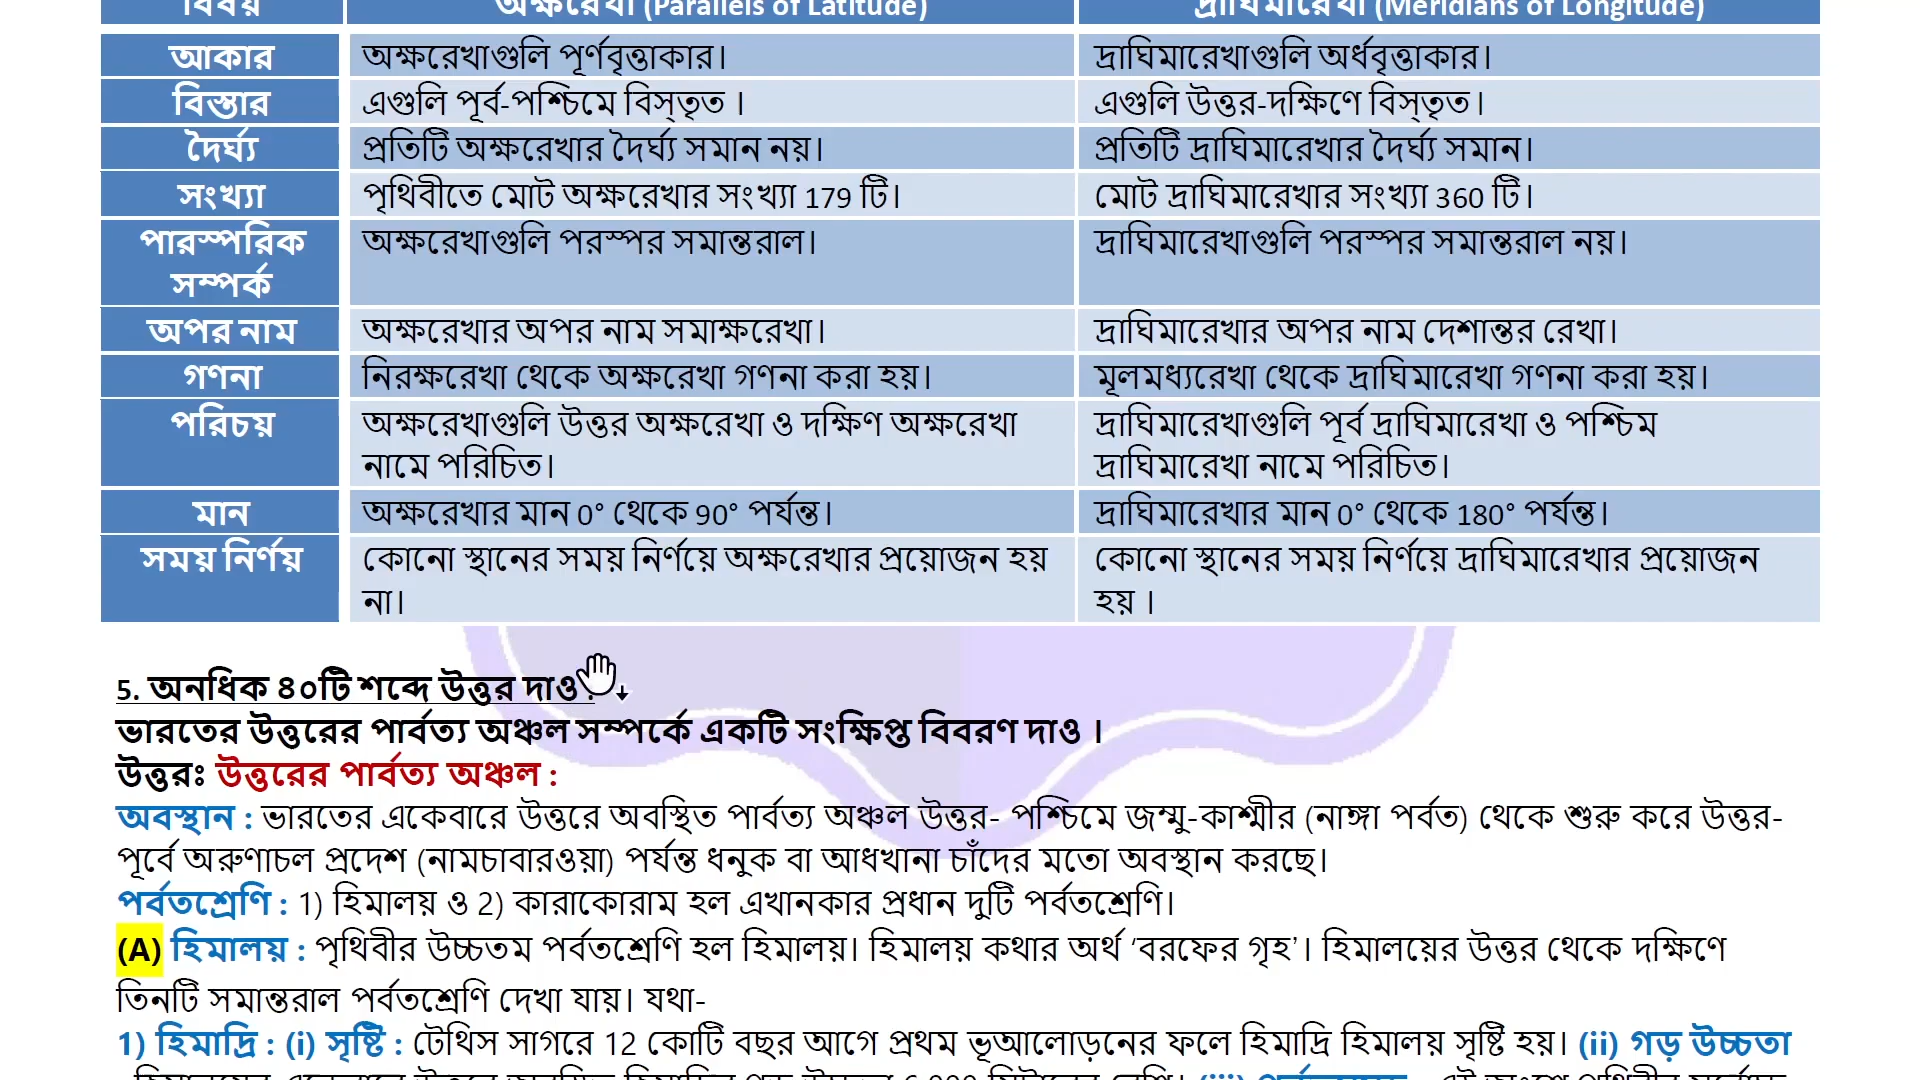 বিষয় অক্ষরেখা (Parallels of Latitude) দ্রাঘিমারেখা (Meridians of Longitude)
আকার অক্ষরেখাগুলি পূর্ণবৃত্তাকার। দ্রাঘিমারেখাগুলি অর্ধবৃত্তাকার।
বিস্তার এগুলি পূর্ব-পশ্চিমে বিস্তৃত । এগুলি উত্তর-দক্ষিণে বিস্তৃত।
দৈর্ঘ্য প্রতিটি অক্ষরেখার দৈর্ঘ্য সমান নয়। প্রতিটি দ্রাঘিমারেখার দৈর্ঘ্য সমান।
সংখ্যা পৃথিবীতে মোট অক্ষরেখার সংখ্যা 179 টি। মোট দ্রাঘিমারেখার সংখ্যা 360 টি।
পারস্পরিক অক্ষরেখাগুলি পরস্পর সমান্তরাল। দ্রাঘিমারেখাগুলি পরস্পর সমান্তরাল নয়।
সম্পর্ক
অপর নাম অক্ষরেখার অপর নাম সমাক্ষরেখা। দ্রাঘিমারেখার অপর নাম দেশান্তর রেখা।
গণনা নিরক্ষরেখা থেকে অক্ষরেখা গণনা করা হয়। মূলমধ্যরেখা থেকে দ্রাঘিমারেখা গণনা করা হয়।
পরিচয় অক্ষরেখাগুলি উত্তর অক্ষরেখা ও দক্ষিণ অক্ষরেখা দ্রাঘিমারেখাগুলি পূর্ব দ্রাঘিমারেখা ও পশ্চিম
নামে পরিচিত। দ্রাঘিমারেখা নামে পরিচিত।
মান অক্ষরেখার মান 0° থেকে 90° পর্যন্ত। দ্রাঘিমারেখার মান 0° থেকে 180° পর্যন্ত।
সময় নির্ণয় কোনো স্থানের সময় নির্ণয়ে অক্ষরেখার প্রয়োজন হয় কোনো স্থানের সময় নির্ণয়ে দ্রাঘিমারেখার প্রয়োজন
না। হয় ।
5. অনধিক ৪০টি শব্দে উত্তর দাও :
ভারতের উত্তরের পার্বত্য অঞ্চল সম্পর্কে একটি সংক্ষিপ্ত বিবরণ দাও ।
উত্তরঃ উত্তরের পার্বত্য অঞ্চল :
অবস্থান : ভারতের একেবারে উত্তরে অবস্থিত পার্বত্য অঞ্চল উত্তর- পশ্চিমে জম্মু-কাশ্মীর (নাঙ্গা পর্বত) থেকে শুরু করে উত্তর-
পূর্বে অরুণাচল প্রদেশ (নামচাবারওয়া) পর্যন্ত ধনুক বা আধখানা চাঁদের মতো অবস্থান করছে।
পর্বতশ্রেণি : 1) হিমালয় ও 2) কারাকোরাম হল এখানকার প্রধান দুটি পর্বতশ্রেণি।
(A) হিমালয় : পৃথিবীর উচ্চতম পর্বতশ্রেণি হল হিমালয়। হিমালয় কথার অর্থ ‘বরফের গৃহ’। হিমালয়ের উত্তর থেকে দক্ষিণে
তিনটি সমান্তরাল পর্বতশ্রেণি দেখা যায়। যথা-
1) হিমাদ্রি : (i) সৃষ্টি : টেথিস সাগরে 12 কোটি বছর আগে প্রথম ভূআলোড়নের ফলে হিমাদ্রি হিমালয় সৃষ্টি হয়। (ii) গড় উচ্চতা